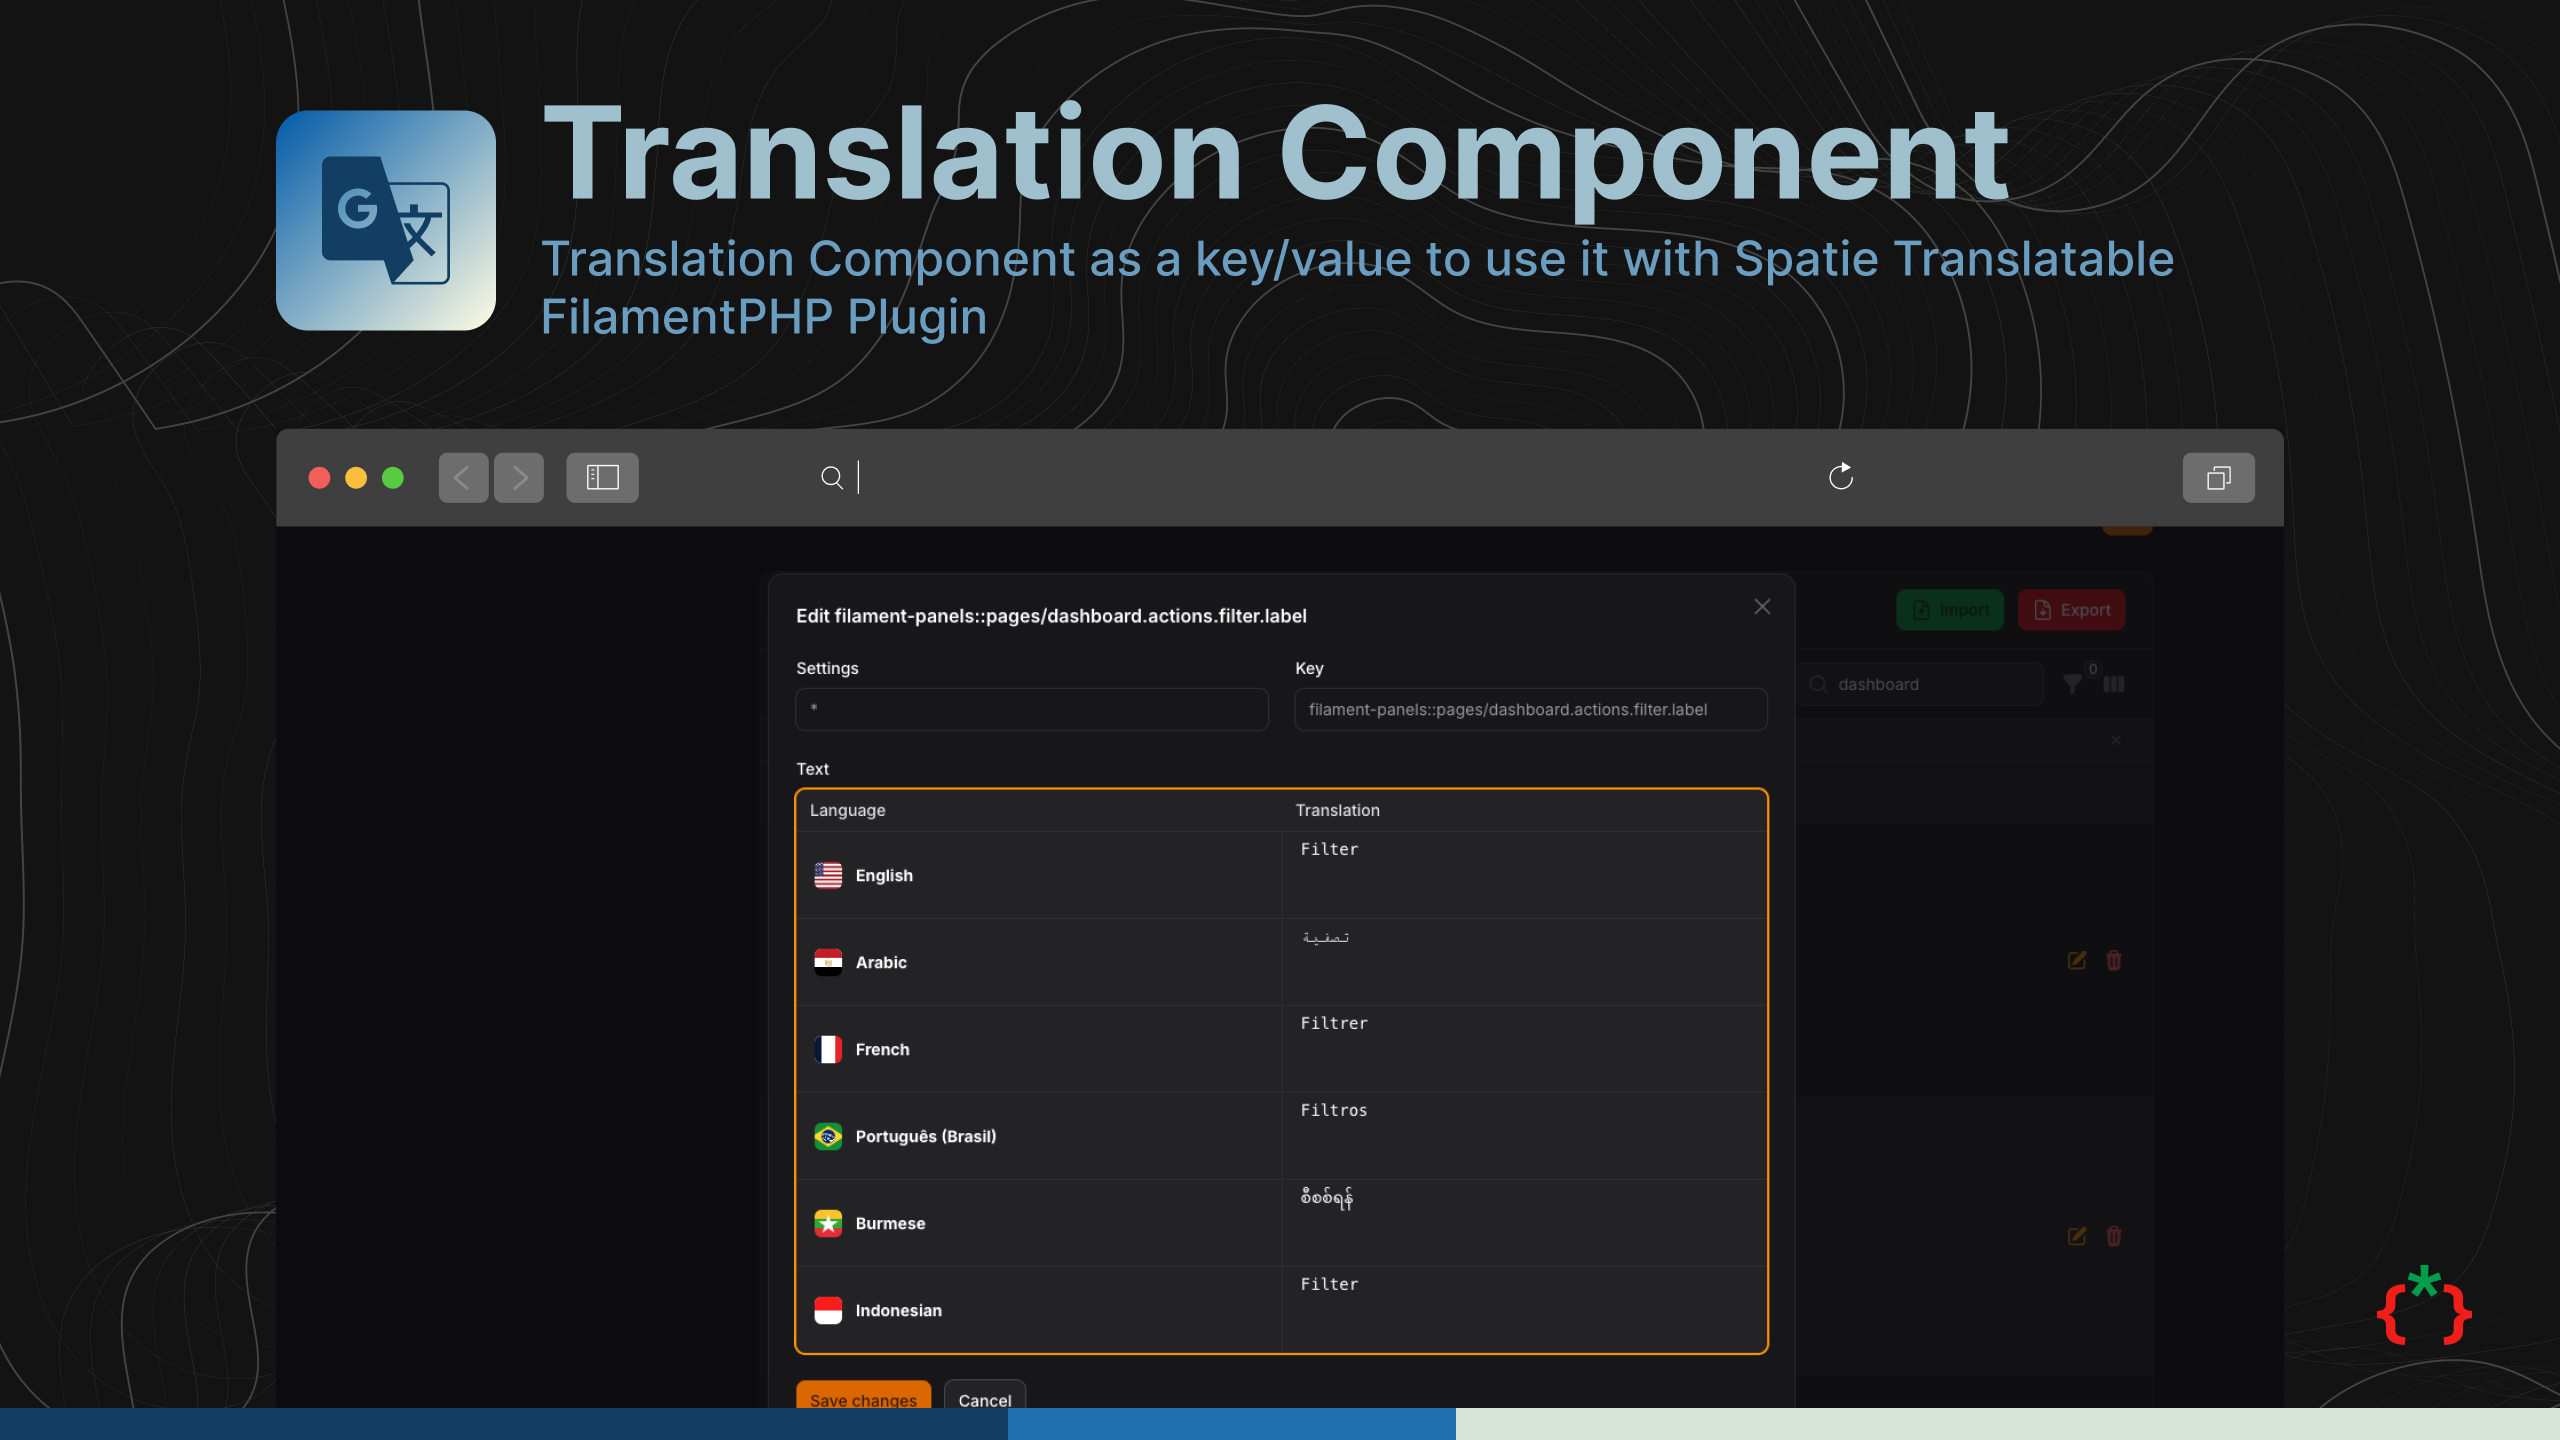 Translation Component
Translation Component as a key/value to use it with Spatie Translatable
FilamentPHP Plugin
Import
Export
Edit filament-panels::pages/dashboard.actions.filter.label
Settings
Key
*
filament-panels::pages/dashboard.actions.filter.label
dashboard
0
Text
Language
Translation
English
Filter
Arabic
تصفية
French
Filtrer
Português (Brasil)
Filtros
Burmese
စီစစ်ရန်
Indonesian
Filter
Save changes
Cancel
{*}